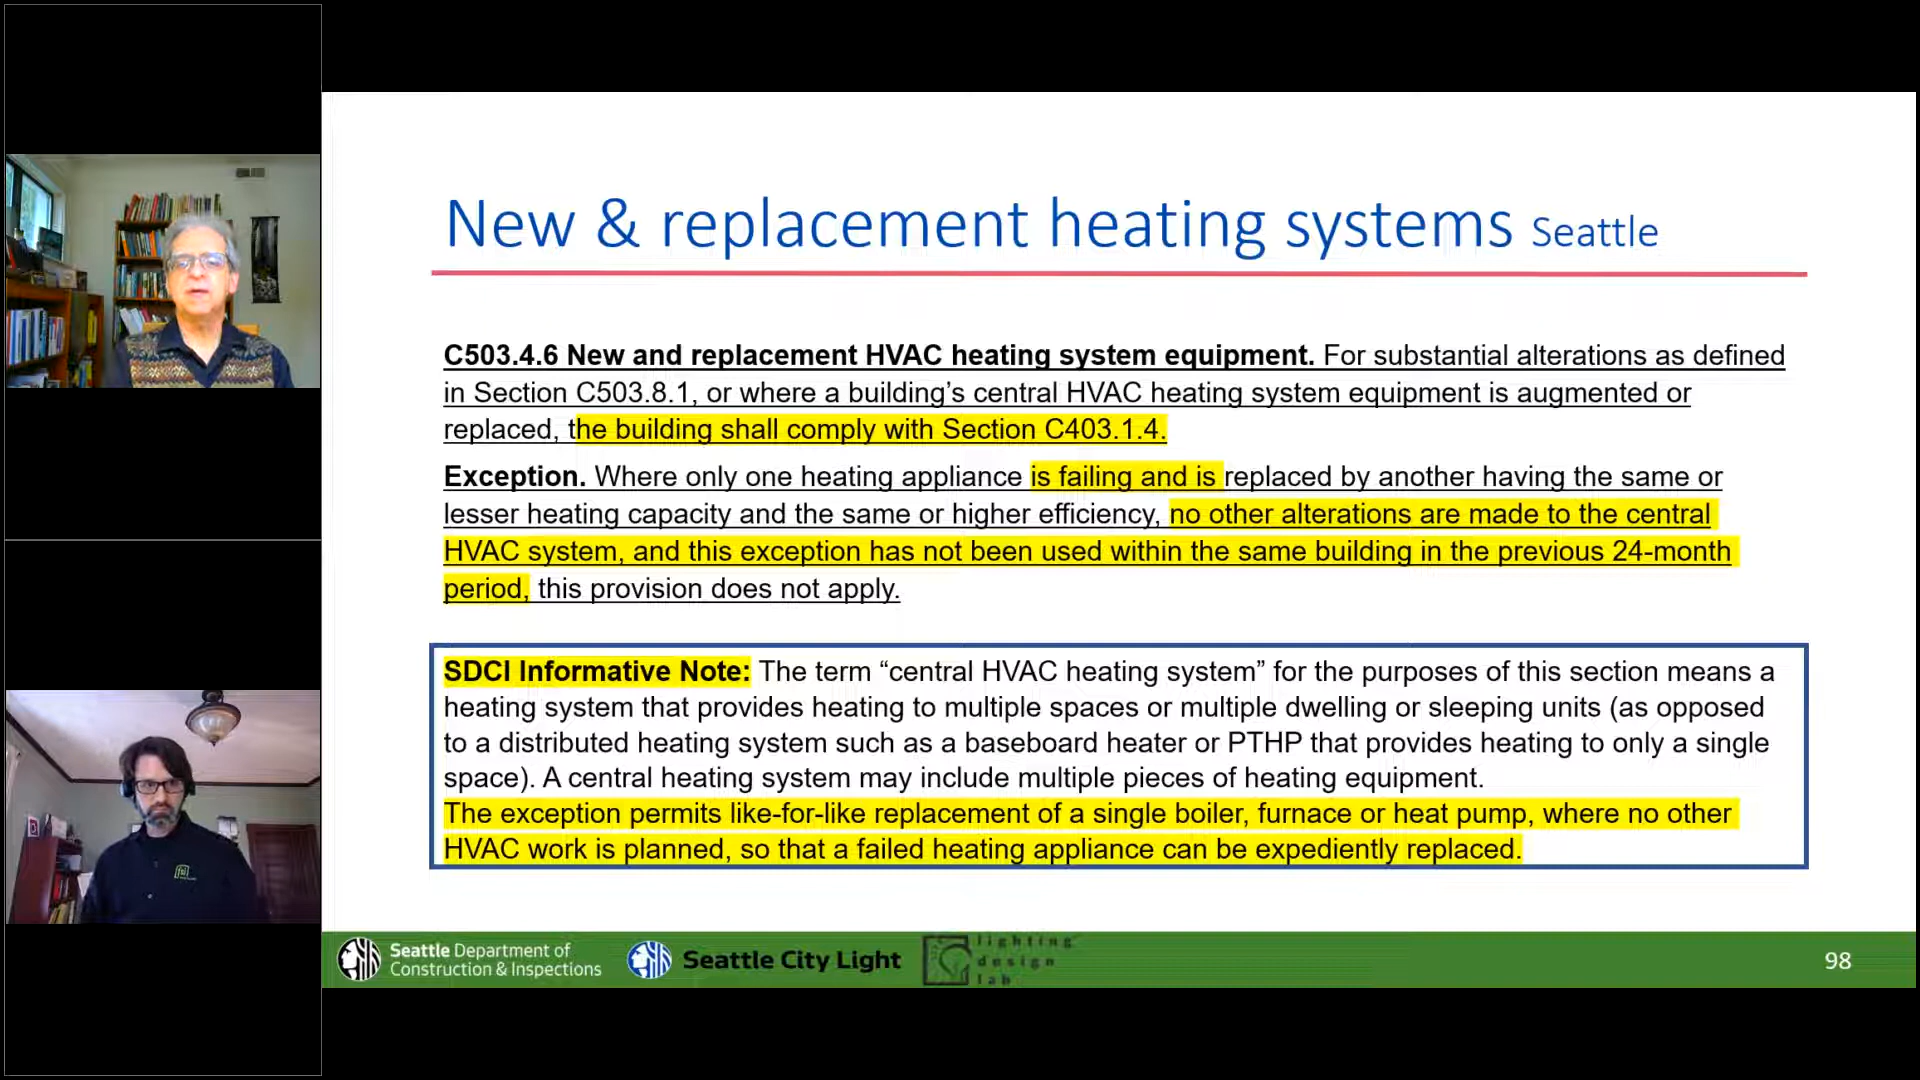 New & replacement heating systems Seattle
C503.4.6 New and replacement HVAC heating system equipment. For substantial alterations as defined
in Section C503.8.1, or where a building’s central HVAC heating system equipment is augmented or
replaced, the building shall comply with Section C403.1.4.
Exception. Where only one heating appliance is failing and is replaced by another having the same or
lesser heating capacity and the same or higher efficiency, no other alterations are made to the central
HVAC system, and this exception has not been used within the same building in the previous 24-month
period, this provision does not apply.
SDCI Informative Note: The term “central HVAC heating system” for the purposes of this section means a
heating system that provides heating to multiple spaces or multiple dwelling or sleeping units (as opposed
to a distributed heating system such as a baseboard heater or PTHP that provides heating to only a single
space). A central heating system may include multiple pieces of heating equipment.
The exception permits like-for-like replacement of a single boiler, furnace or heat pump, where no other
HVAC work is planned, so that a failed heating appliance can be expediently replaced.
Seattle Department of
Construction & Inspections
Seattle City Light
lighting
design
lab
98